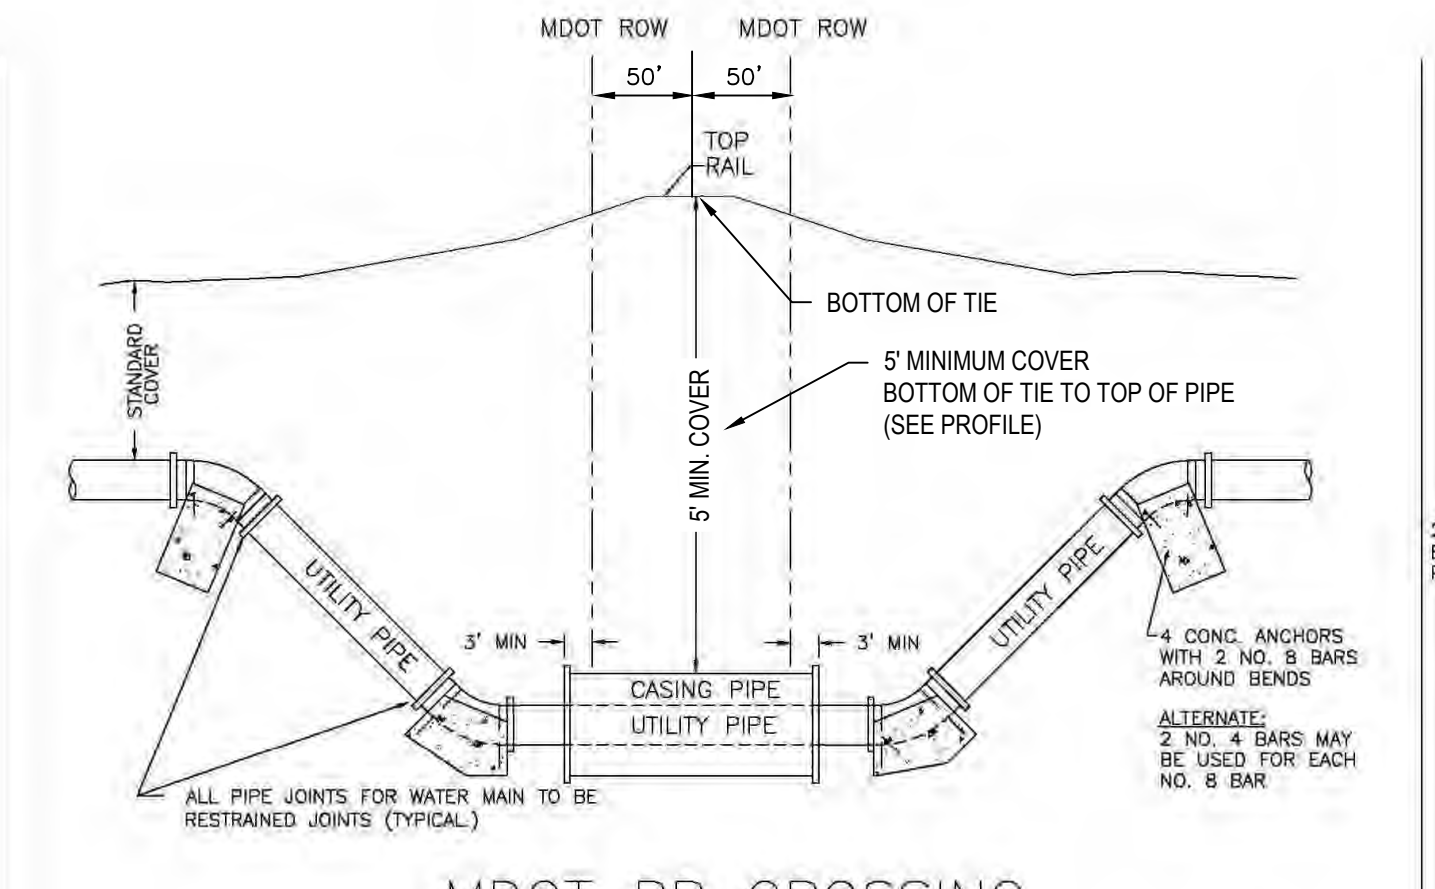 MDOT ROW MDOT ROW
50' 50'
TOP
RAIL
BOTTOM OF TIE
STANDARD
COVER
5' MIN. COVER
5' MINIMUM COVER
BOTTOM OF TIE TO TOP OF PIPE
(SEE PROFILE)
UTILITY PIPE
UTILITY PIPE
3' MIN
3' MIN
CASING PIPE
UTILITY PIPE
4 CONC. ANCHORS
WITH 2 NO. 8 BARS
AROUND BENDS
ALTERNATE:
2 NO. 4 BARS MAY
BE USED FOR EACH
NO. 8 BAR
ALL PIPE JOINTS FOR WATER MAIN TO BE
RESTRAINED JOINTS (TYPICAL)
MDOT RR CROSSING